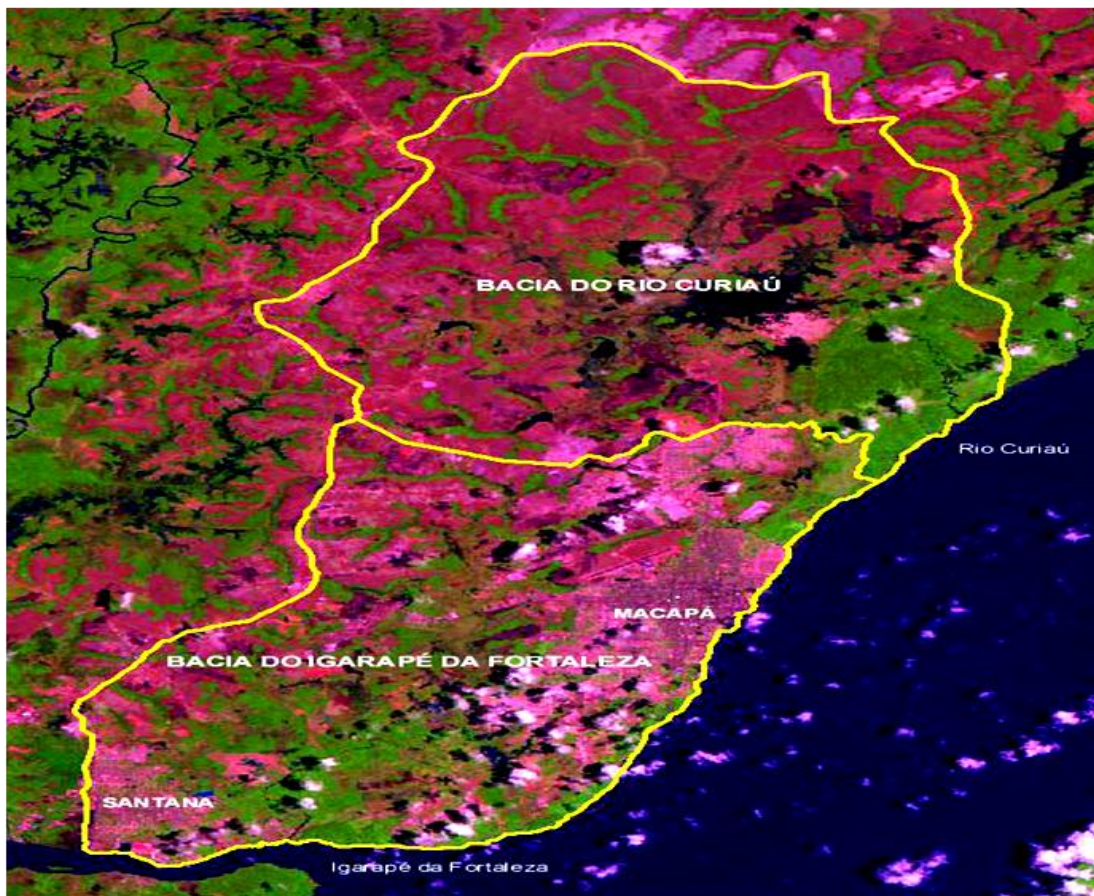 BACIA DO RIO CURIAÚ
Rio Curiaú
MACAPÁ
BACIA DO IGARAPÉ DA FORTALEZA
SANTANA
Igarapé da Fortaleza